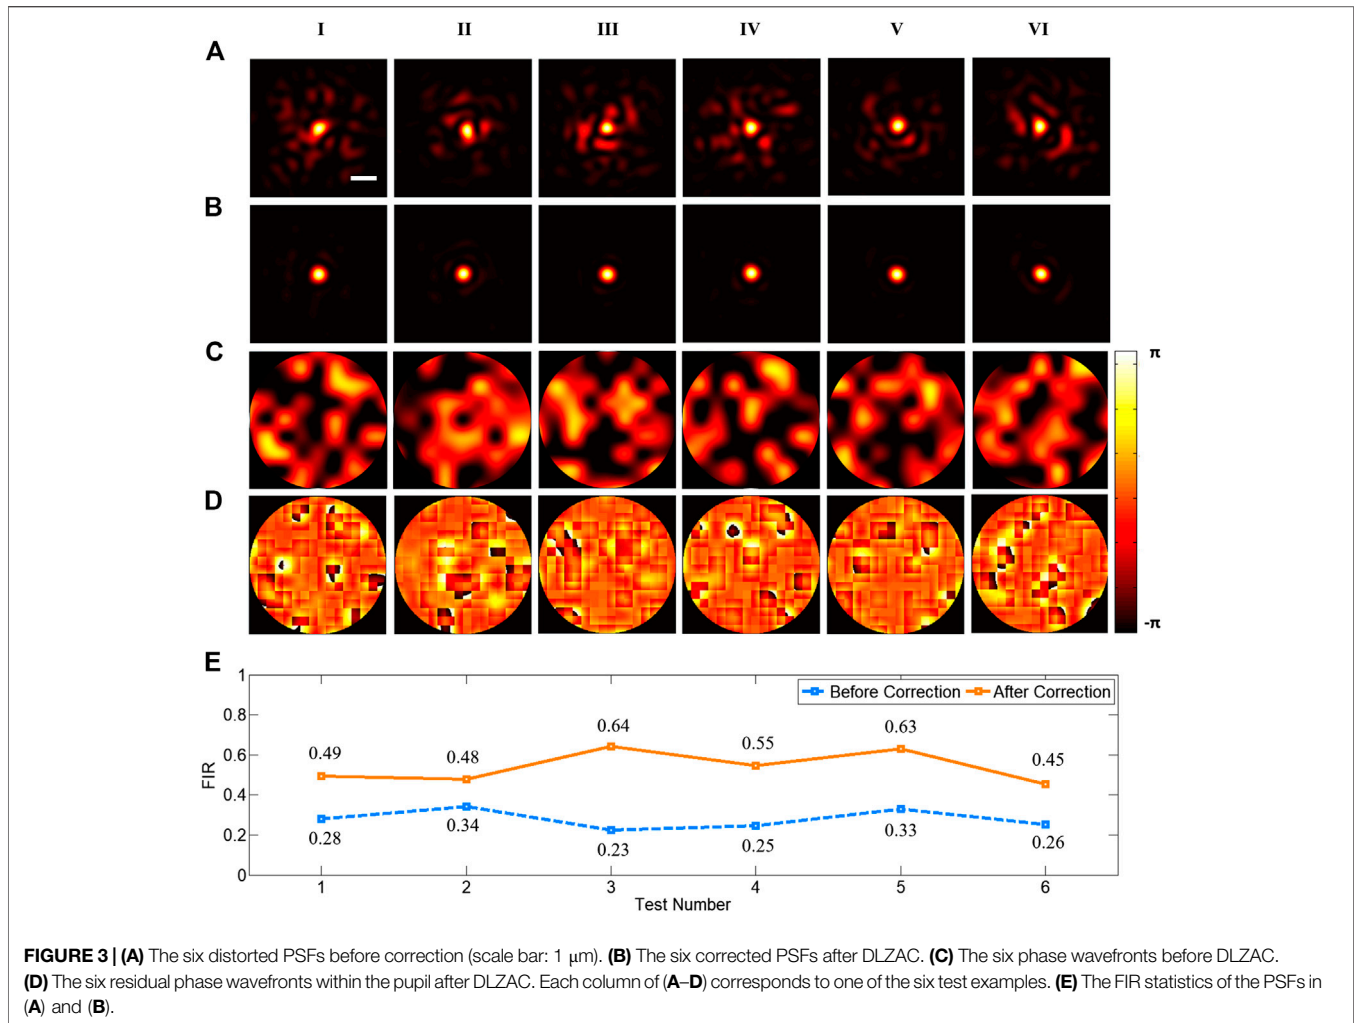 I II III IV V VI
A
B
C
π
D
-π
E
1
Before Correction After Correction
0.8
0.64 0.63
0.55
0.6
0.49 0.48 0.45
FIR
0.4
0.28 0.34 0.23 0.25 0.33 0.26
0.2
0
1 2 3 4 5 6
Test Number
FIGURE 3 | (A) The six distorted PSFs before correction (scale bar: 1 μm). (B) The six corrected PSFs after DLZAC. (C) The six phase wavefronts before DLZAC.
(D) The six residual phase wavefronts within the pupil after DLZAC. Each column of (A–D) corresponds to one of the six test examples. (E) The FIR statistics of the PSFs in
(A) and (B).